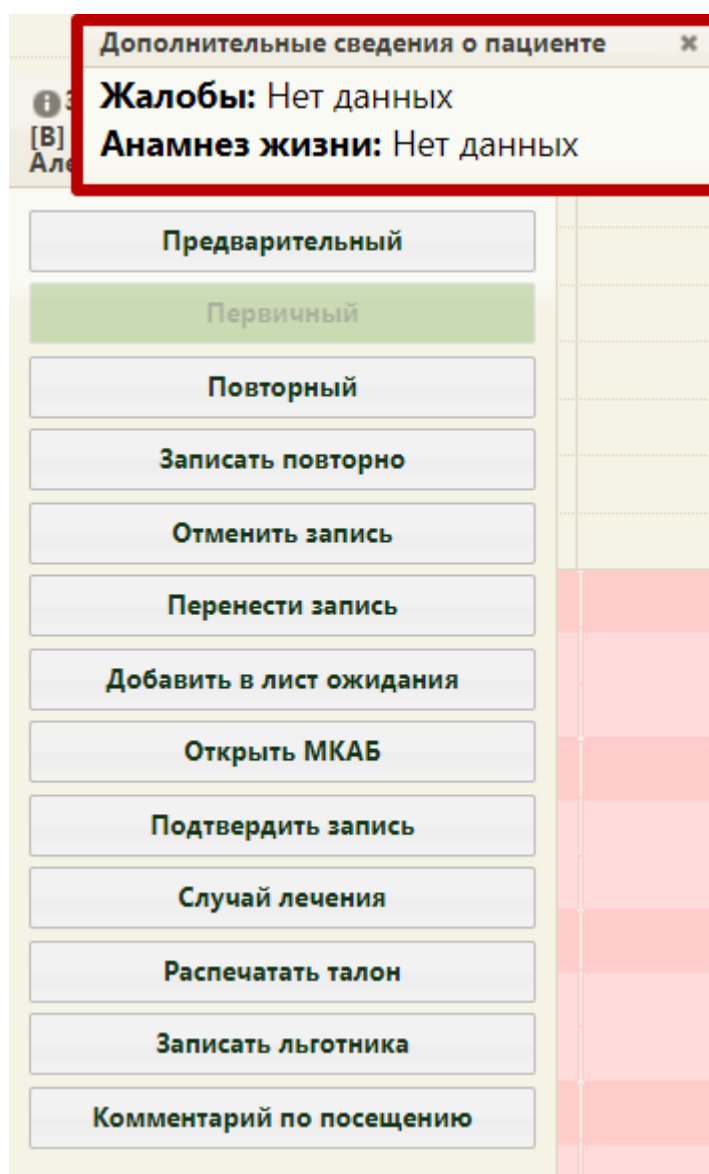 Дополнительные сведения о пациенте
Жалобы: Нет данных
[В]
Анамнез жизни: Нет данных
Предварительный
Первичный
Повторный
Записать повторно
Отменить запись
Перенести запись
Добавить в лист ожидания
Открыть МКАБ
Подтвердить запись
Случай лечения
Распечатать талон
Записать льготника
Комментарий по посещению